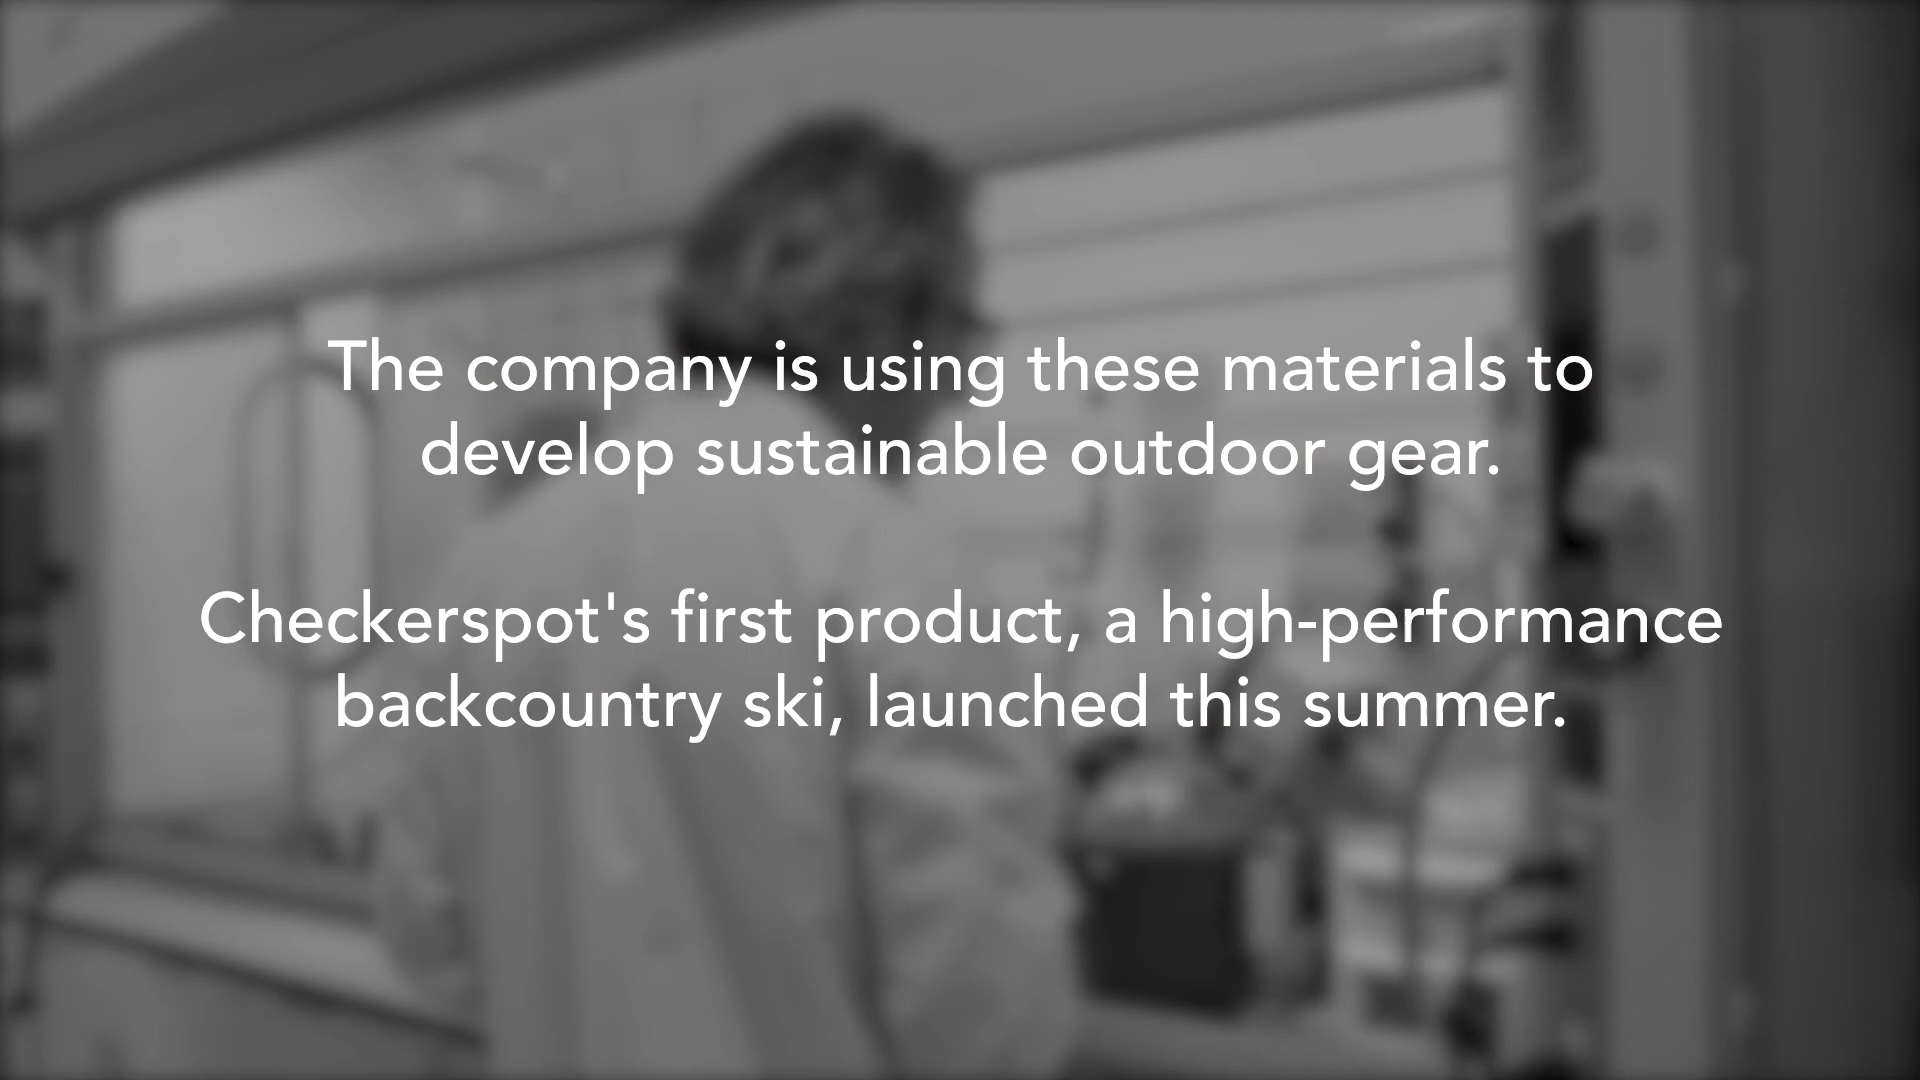 The company is using these materials to
develop sustainable outdoor gear.
Checkerspot's first product, a high-performance
backcountry ski, launched this summer.